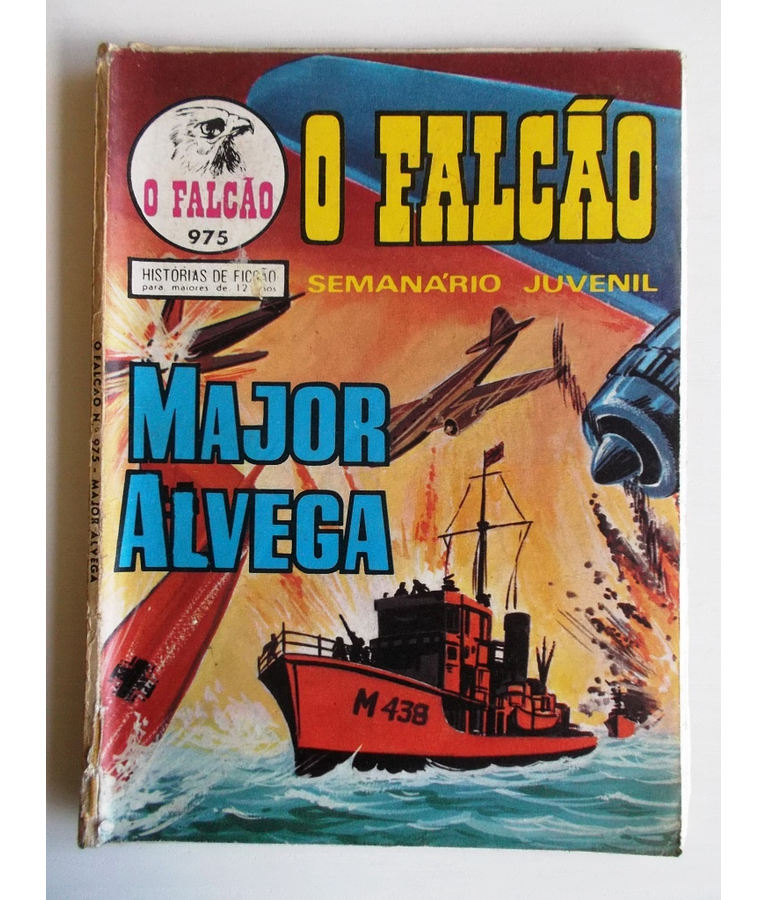 O FALCÃO
975
O FALCÃO
HISTÓRIAS DE FICÇÃO
para maiores de 12 anos
SEMANÁRIO JUVENIL
MAJOR
ALVEGA
M 438
O FALCÃO N.º 975 - MAJOR ALVEGA